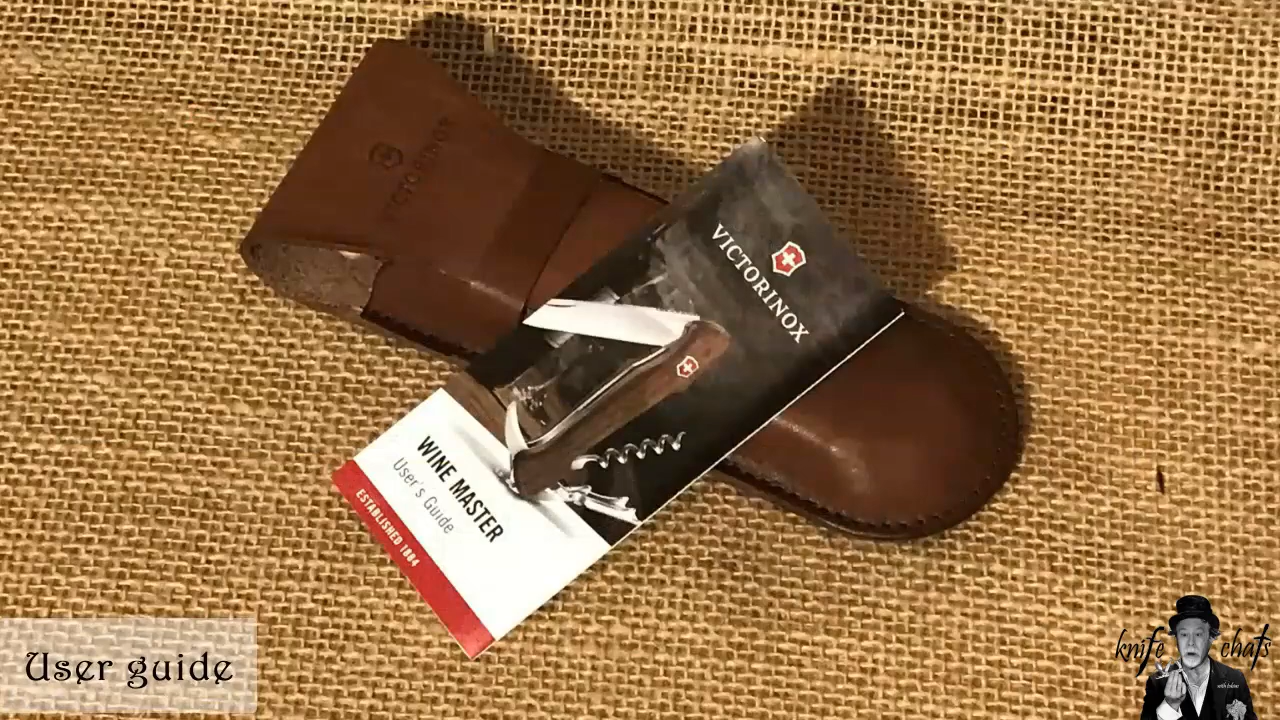 VICTORINOX
VICTORINOX
WINE MASTER
User's Guide
ESTABLISHED 1884
User guide
knife chats